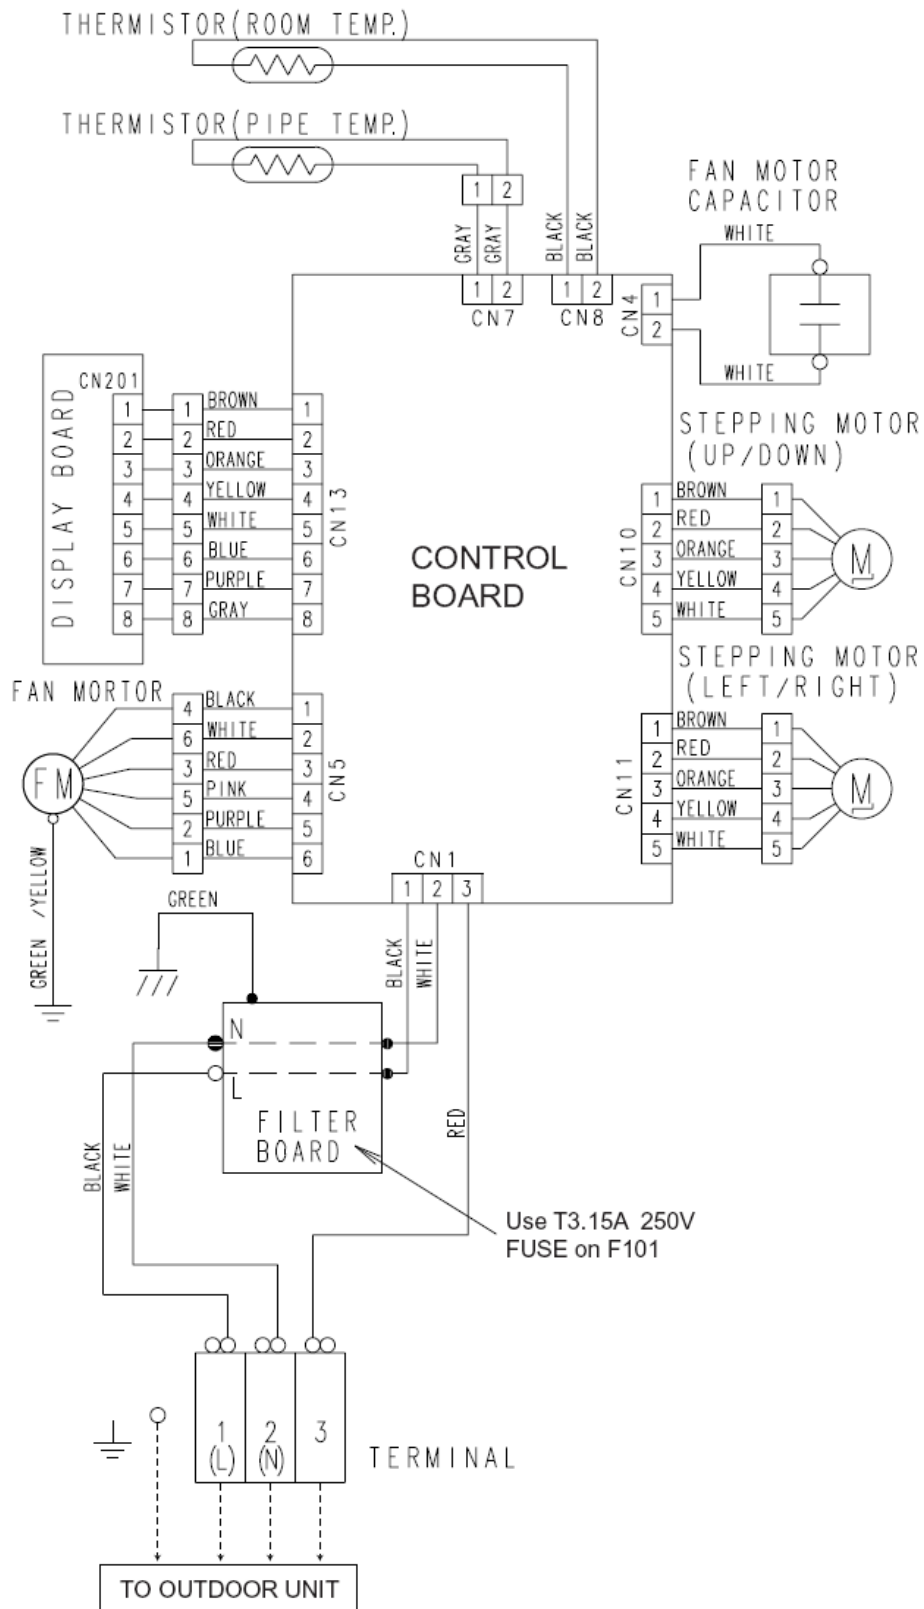 THERMISTOR(ROOM TEMP.)
THERMISTOR(PIPE TEMP.)
1 2
GRAY
GRAY
BLACK
BLACK
FAN MOTOR
CAPACITOR
WHITE
WHITE
1 2
CN7
1 2
CN8
CN4
1
2
DISPLAY BOARD
CN201
1 1 BROWN 1
2 2 RED 2
3 3 ORANGE 3
4 4 YELLOW 4
5 5 WHITE 5
6 6 BLUE 6
7 7 PURPLE 7
8 8 GRAY 8
CN13
CONTROL
BOARD
STEPPING MOTOR
(UP/DOWN)
CN10
1 BROWN 1
2 RED 2
3 ORANGE 3
4 YELLOW 4
5 WHITE 5
M
STEPPING MOTOR
(LEFT/RIGHT)
CN11
1 BROWN 1
2 RED 2
3 ORANGE 3
4 YELLOW 4
5 WHITE 5
M
FAN MORTOR
FM
4 BLACK 1
6 WHITE 2
3 RED 3
5 PINK 4
2 PURPLE 5
1 BLUE 6
CN5
GREEN /YELLOW
CN1
1 2 3
GREEN
BLACK
WHITE
RED
N
L
FILTER
BOARD
BLACK
WHITE
Use T3.15A 250V
FUSE on F101
1
(L)
2
(N)
3
TERMINAL
TO OUTDOOR UNIT